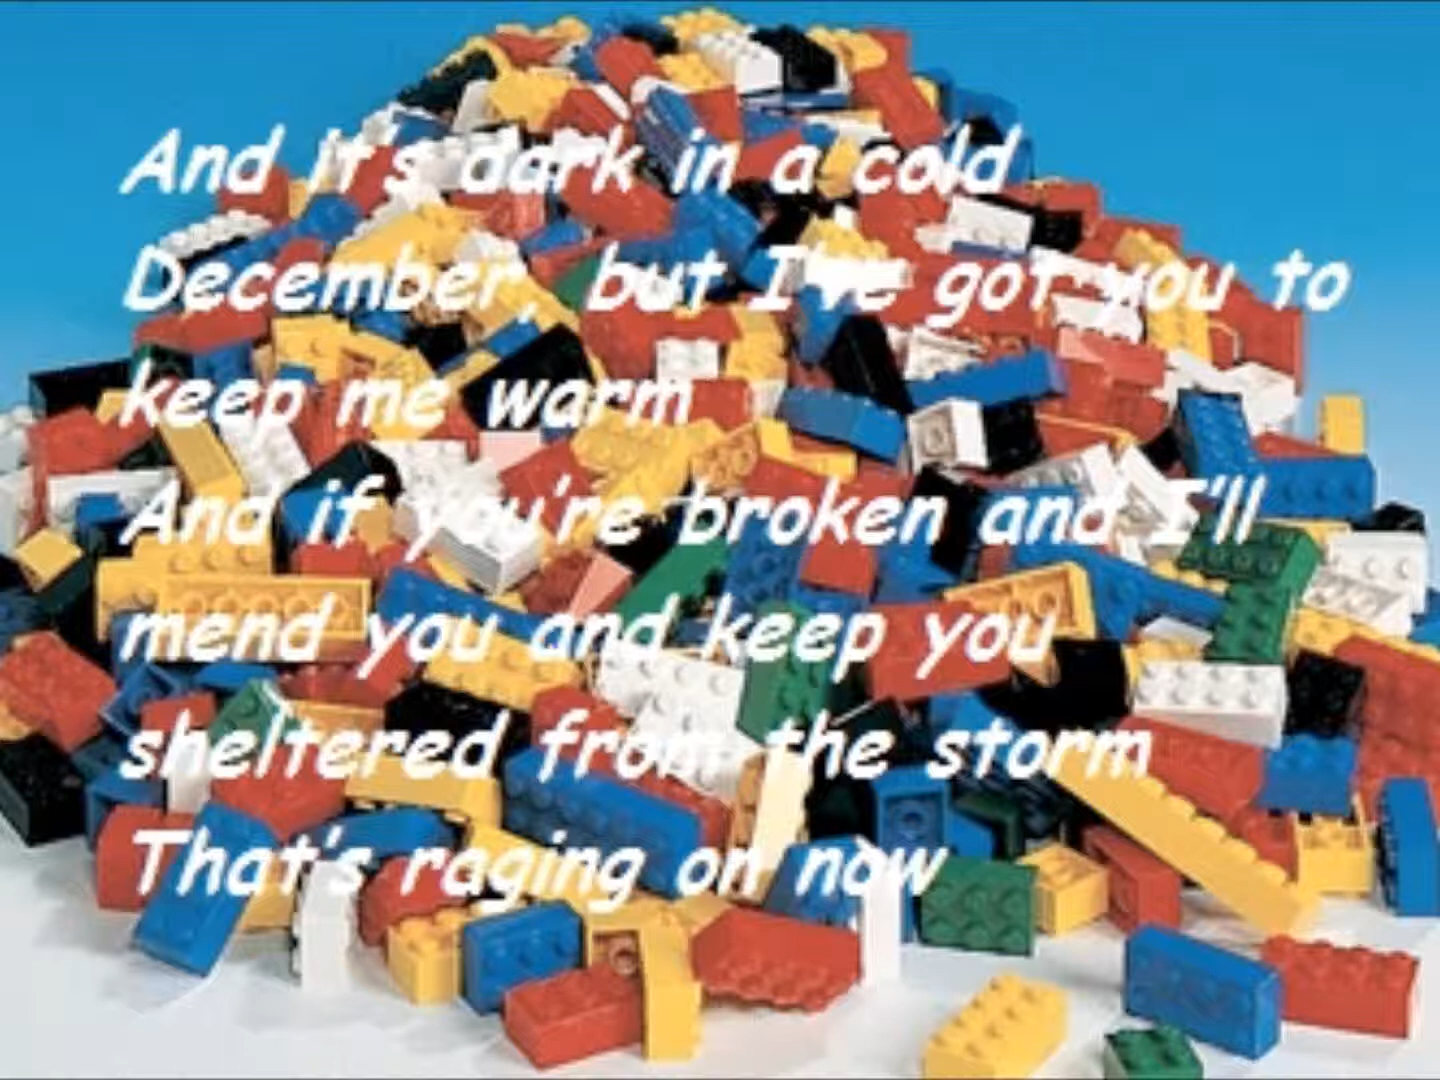 And it's dark in a cold
December, but I've got you to
keep me warm
And if you're broken and I'll
mend you and keep you
sheltered from the storm
That's raging on now